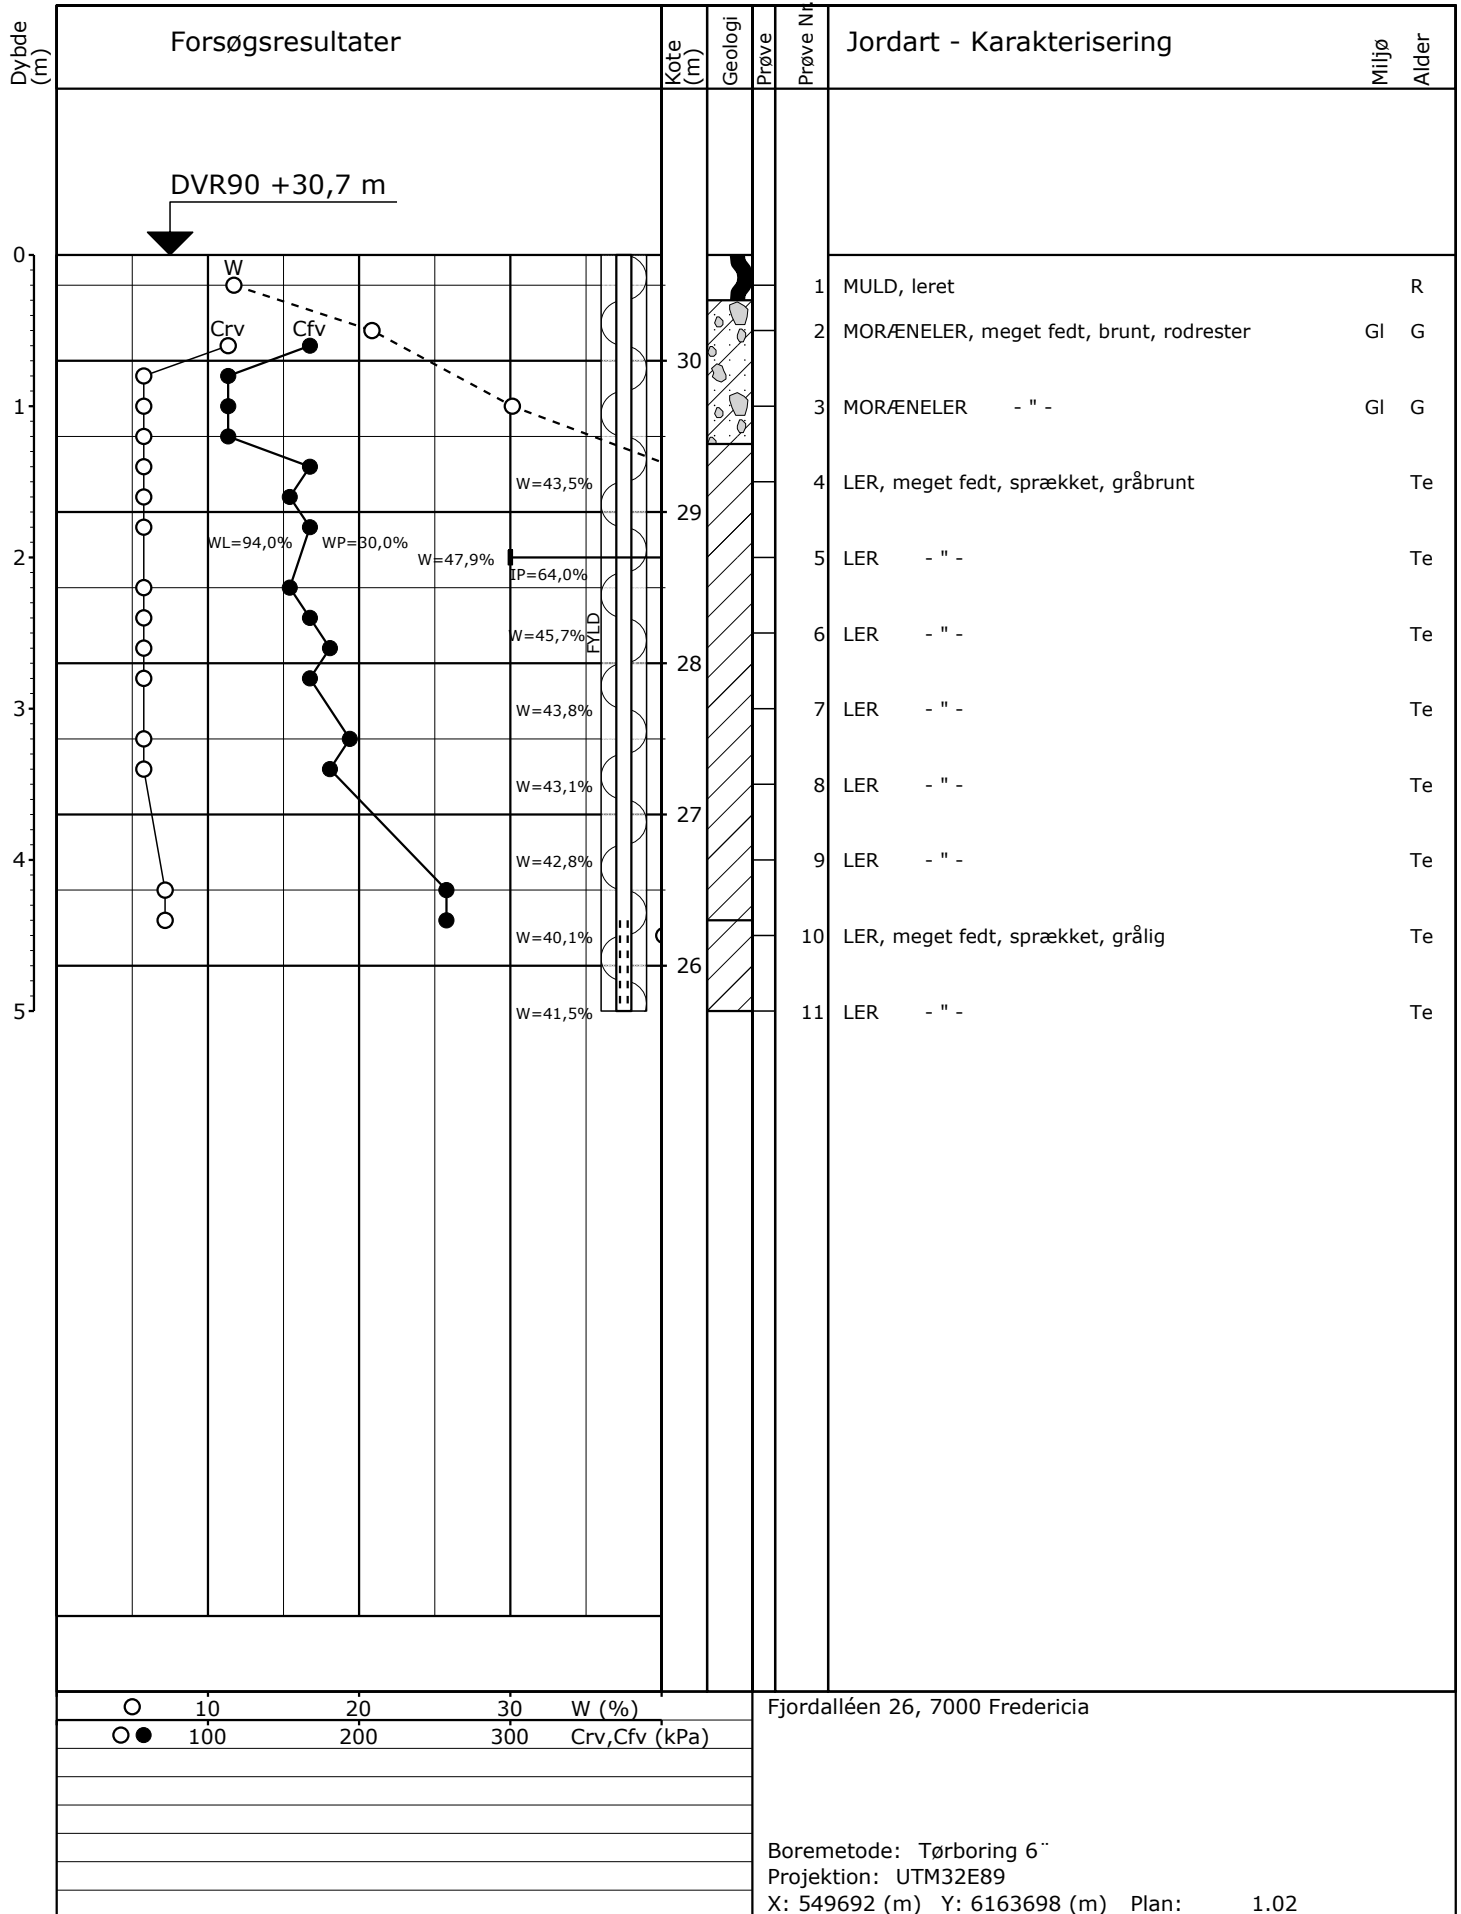 Dybde
(m)
Forsøgsresultater
Kote
(m)
Geologi
Prøve
Prøve Nr.
Jordart - Karakterisering
Miljø
Alder
DVR90 +30,7 m
0
W
1 MULD, leret R
Crv Cfv
2 MORÆNELER, meget fedt, brunt, rodrester Gl G
30
1
3 MORÆNELER - " - Gl G
W=43,5%
4 LER, meget fedt, sprækket, gråbrunt Te
29
WL=94,0% WP=30,0%
2
W=47,9%
IP=64,0%
5 LER - " - Te
W=45,7%
FYLD
6 LER - " - Te
28
3
W=43,8%
7 LER - " - Te
W=43,1%
8 LER - " - Te
27
4
W=42,8%
9 LER - " - Te
W=40,1%
10 LER, meget fedt, sprækket, grålig Te
26
5
W=41,5%
11 LER - " - Te
10 20 30 W (%)
100 200 300 Crv,Cfv (kPa)
Fjordalléen 26, 7000 Fredericia
Boremetode: Tørboring 6¨
Projektion: UTM32E89
X: 549692 (m) Y: 6163698 (m) Plan: 1.02